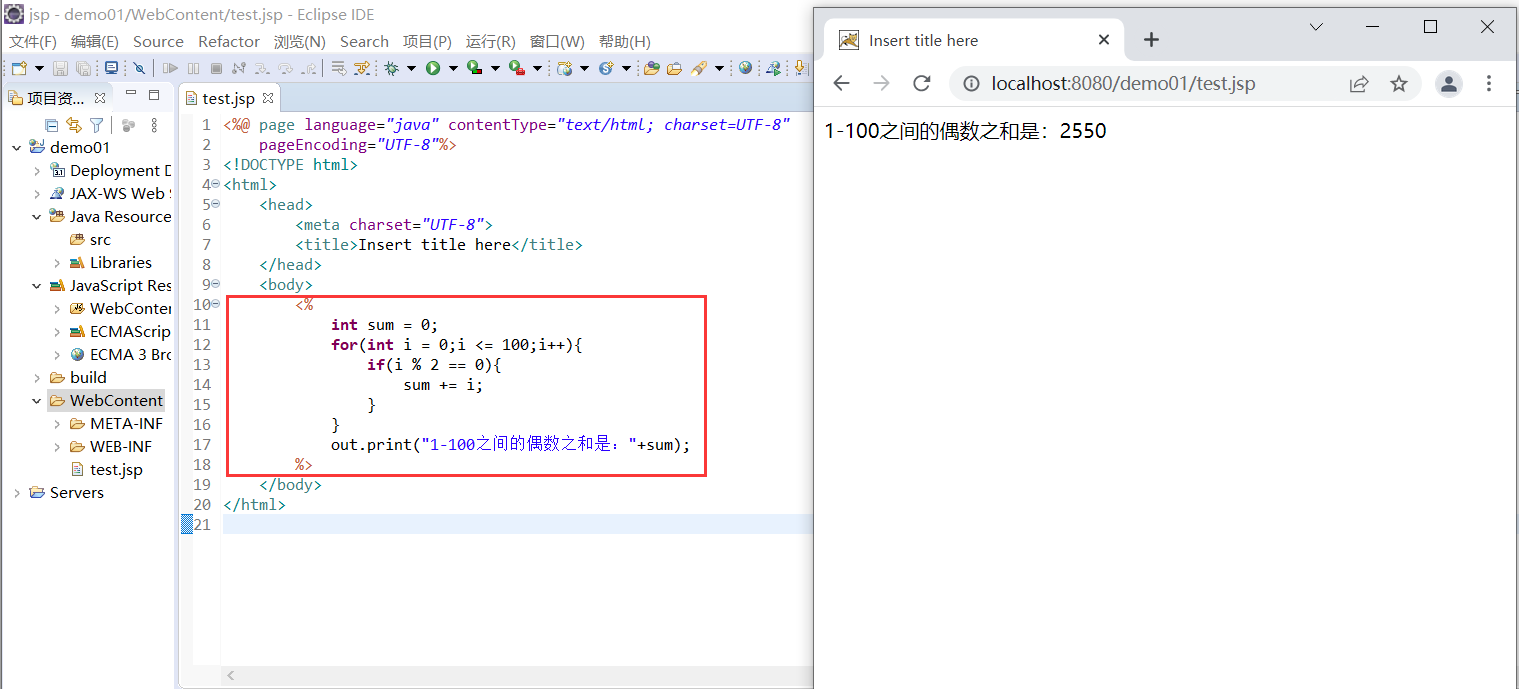 jsp - demo01/WebContent/test.jsp - Eclipse IDE
文件(F) 编辑(E) Source Refactor 浏览(N) Search 项目(P) 运行(R) 窗口(W) 帮助(H)
项目资...
demo01
Deployment D
JAX-WS Web S
Java Resource
src
Libraries
JavaScript Res
WebConter
ECMAScrip
ECMA 3 Bro
build
WebContent
META-INF
WEB-INF
test.jsp
Servers
test.jsp
1 <%@ page language="java" contentType="text/html; charset=UTF-8"
2 pageEncoding="UTF-8"%>
3 <!DOCTYPE html>
4 <html>
5 <head>
6 <meta charset="UTF-8">
7 <title>Insert title here</title>
8 </head>
9 <body>
10 <%
11 int sum = 0;
12 for(int i = 0;i <= 100;i++){
13 if(i % 2 == 0){
14 sum += i;
15 }
16 }
17 out.print("1-100之间的偶数之和是："+sum);
18 %>
19 </body>
20 </html>
21
Insert title here
localhost:8080/demo01/test.jsp
1-100之间的偶数之和是：2550